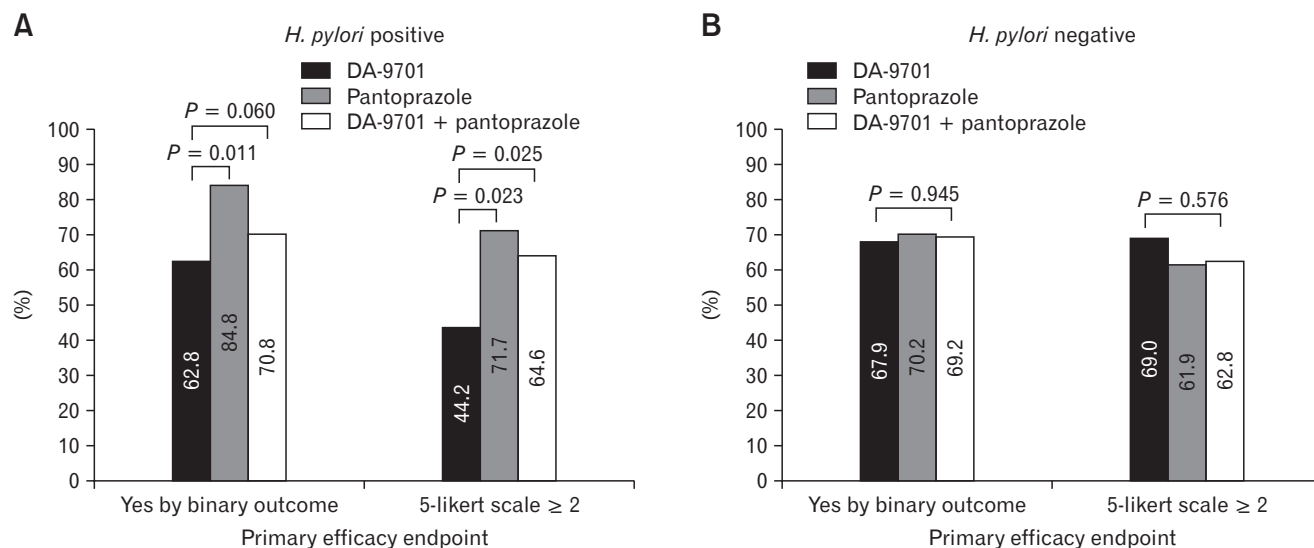 A
H. pylori positive
DA-9701
Pantoprazole
DA-9701 + pantoprazole
P = 0.060
P = 0.011
P = 0.025
P = 0.023
(%)
100
90
80
70
60
50
40
30
20
10
0
62.8
84.8
70.8
44.2
71.7
64.6
Yes by binary outcome
5-likert scale ≥ 2
Primary efficacy endpoint
B
H. pylori negative
DA-9701
Pantoprazole
DA-9701 + pantoprazole
P = 0.945
P = 0.576
(%)
100
90
80
70
60
50
40
30
20
10
0
67.9
70.2
69.2
69.0
61.9
62.8
Yes by binary outcome
5-likert scale ≥ 2
Primary efficacy endpoint